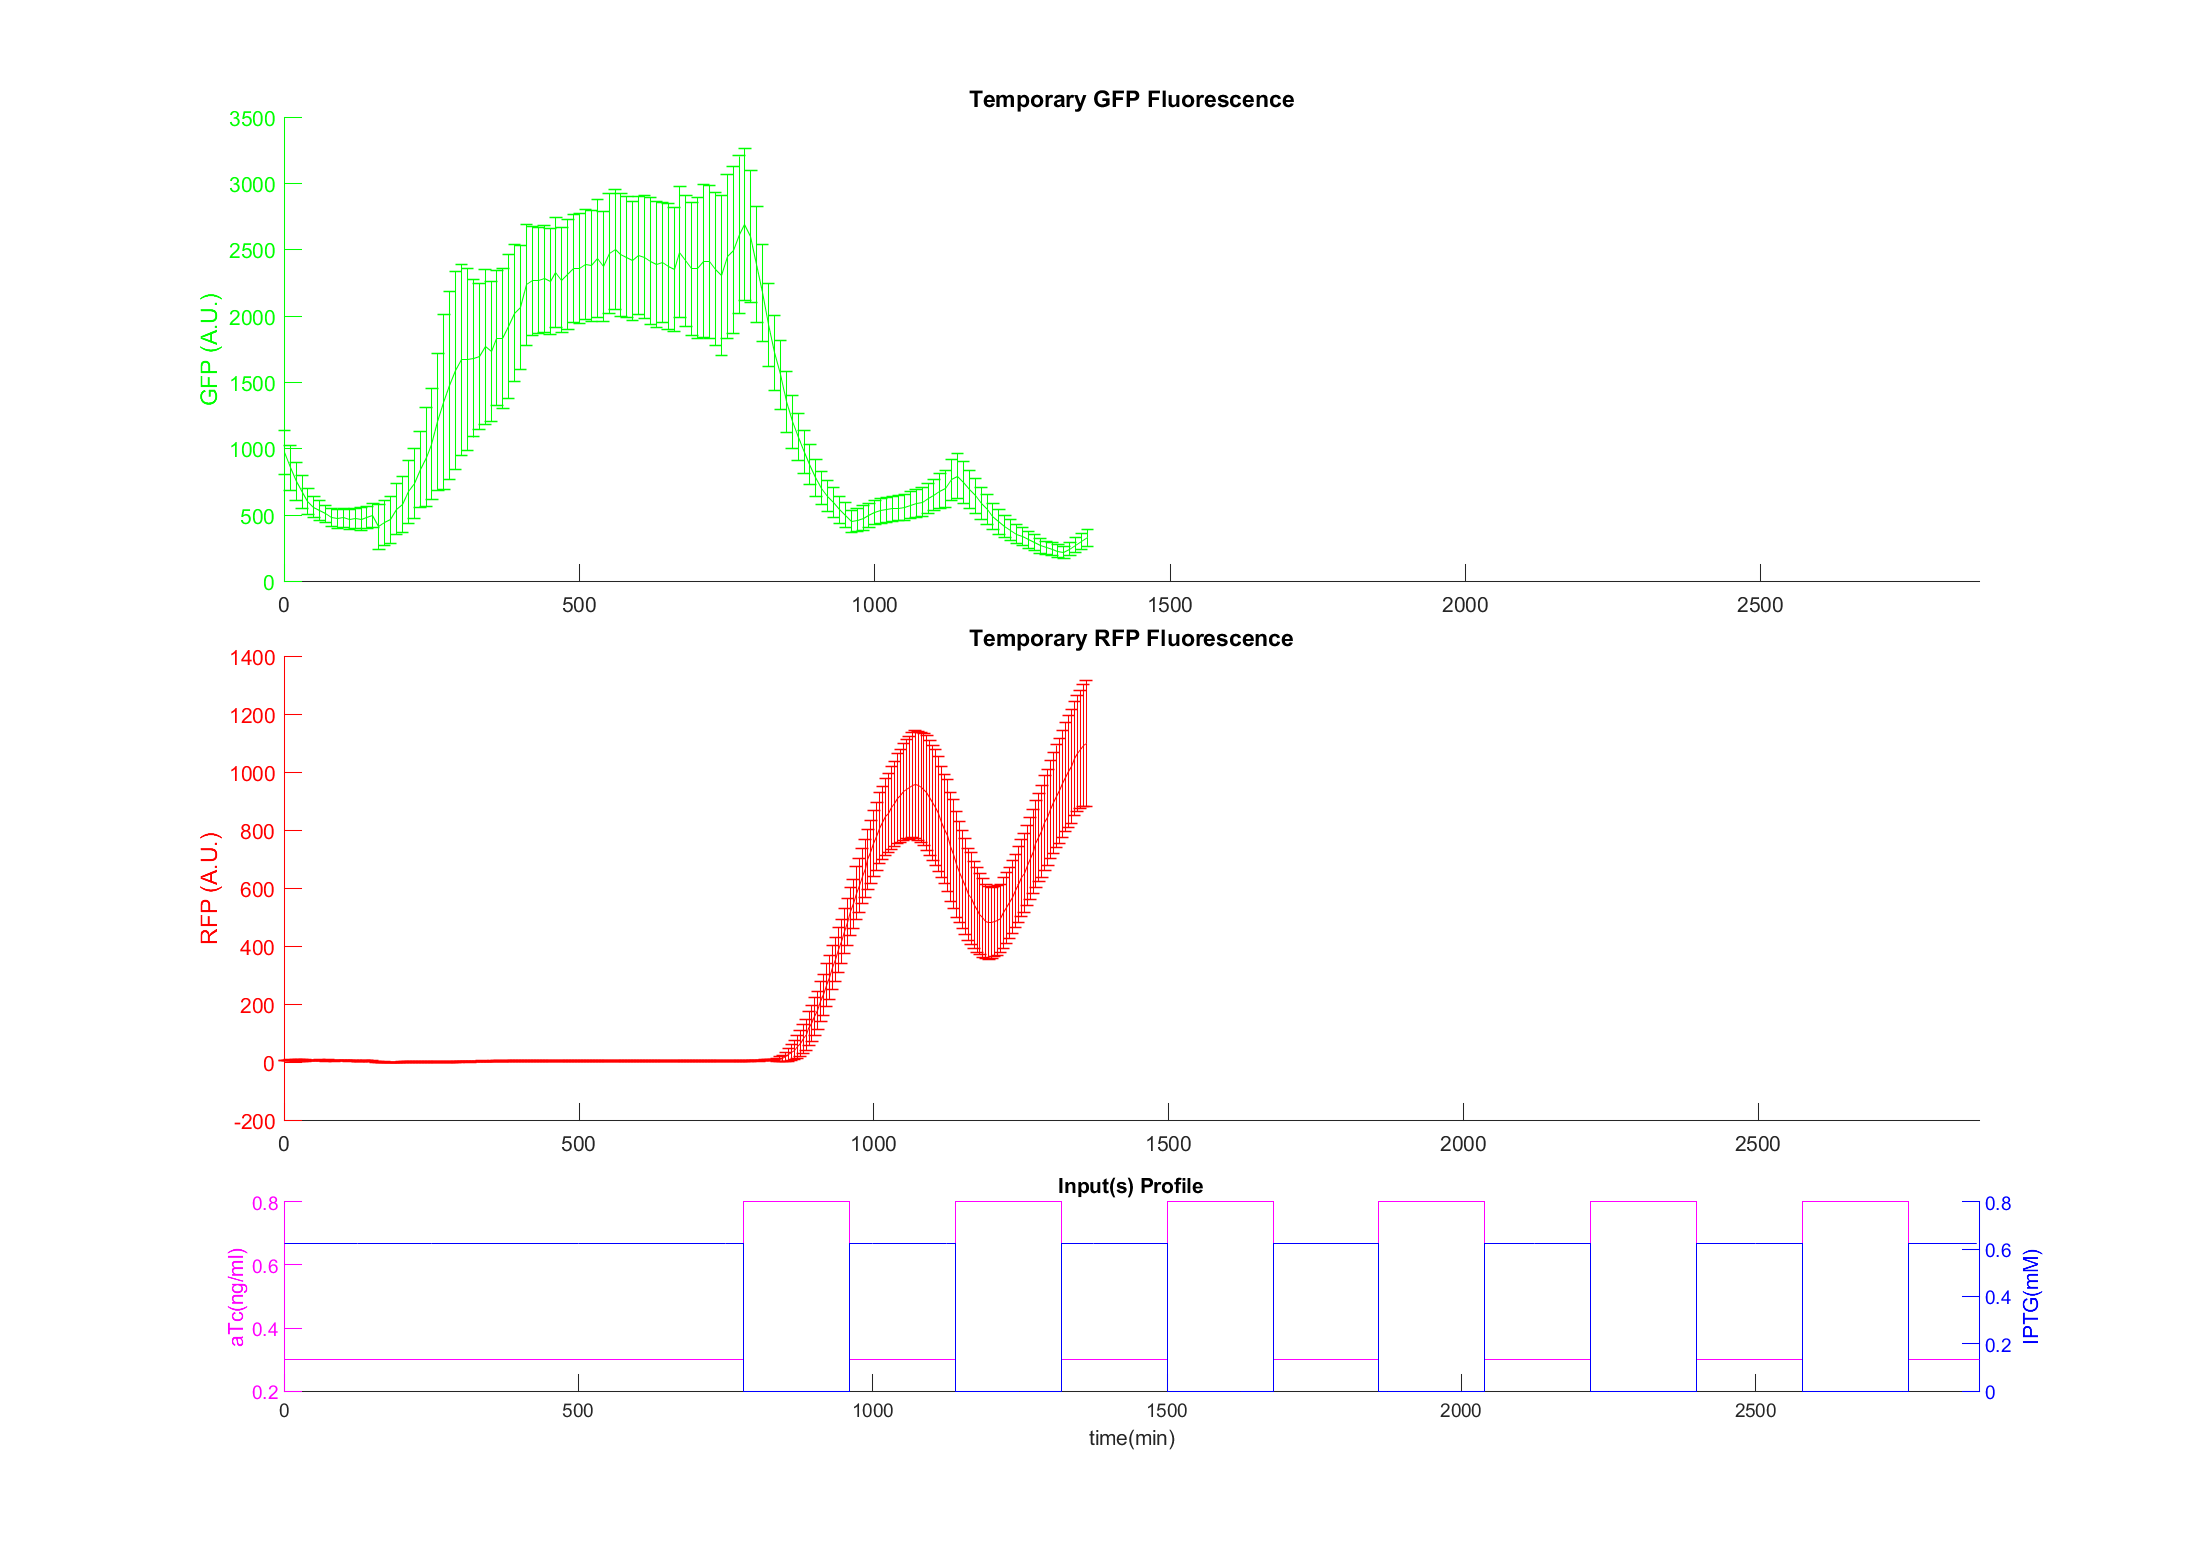 Temporary GFP Fluorescence
GFP (A.U.)
3500
3000
2500
2000
1500
1000
500
0
0 500 1000 1500 2000 2500
Temporary RFP Fluorescence
RFP (A.U.)
1400
1200
1000
800
600
400
200
0
-200
0 500 1000 1500 2000 2500
Input(s) Profile
aTc(ng/ml)
0.8
0.6
0.4
0.2
0.8
0.6
0.4
0.2
0
IPTG(mM)
0 500 1000 1500 2000 2500
time(min)